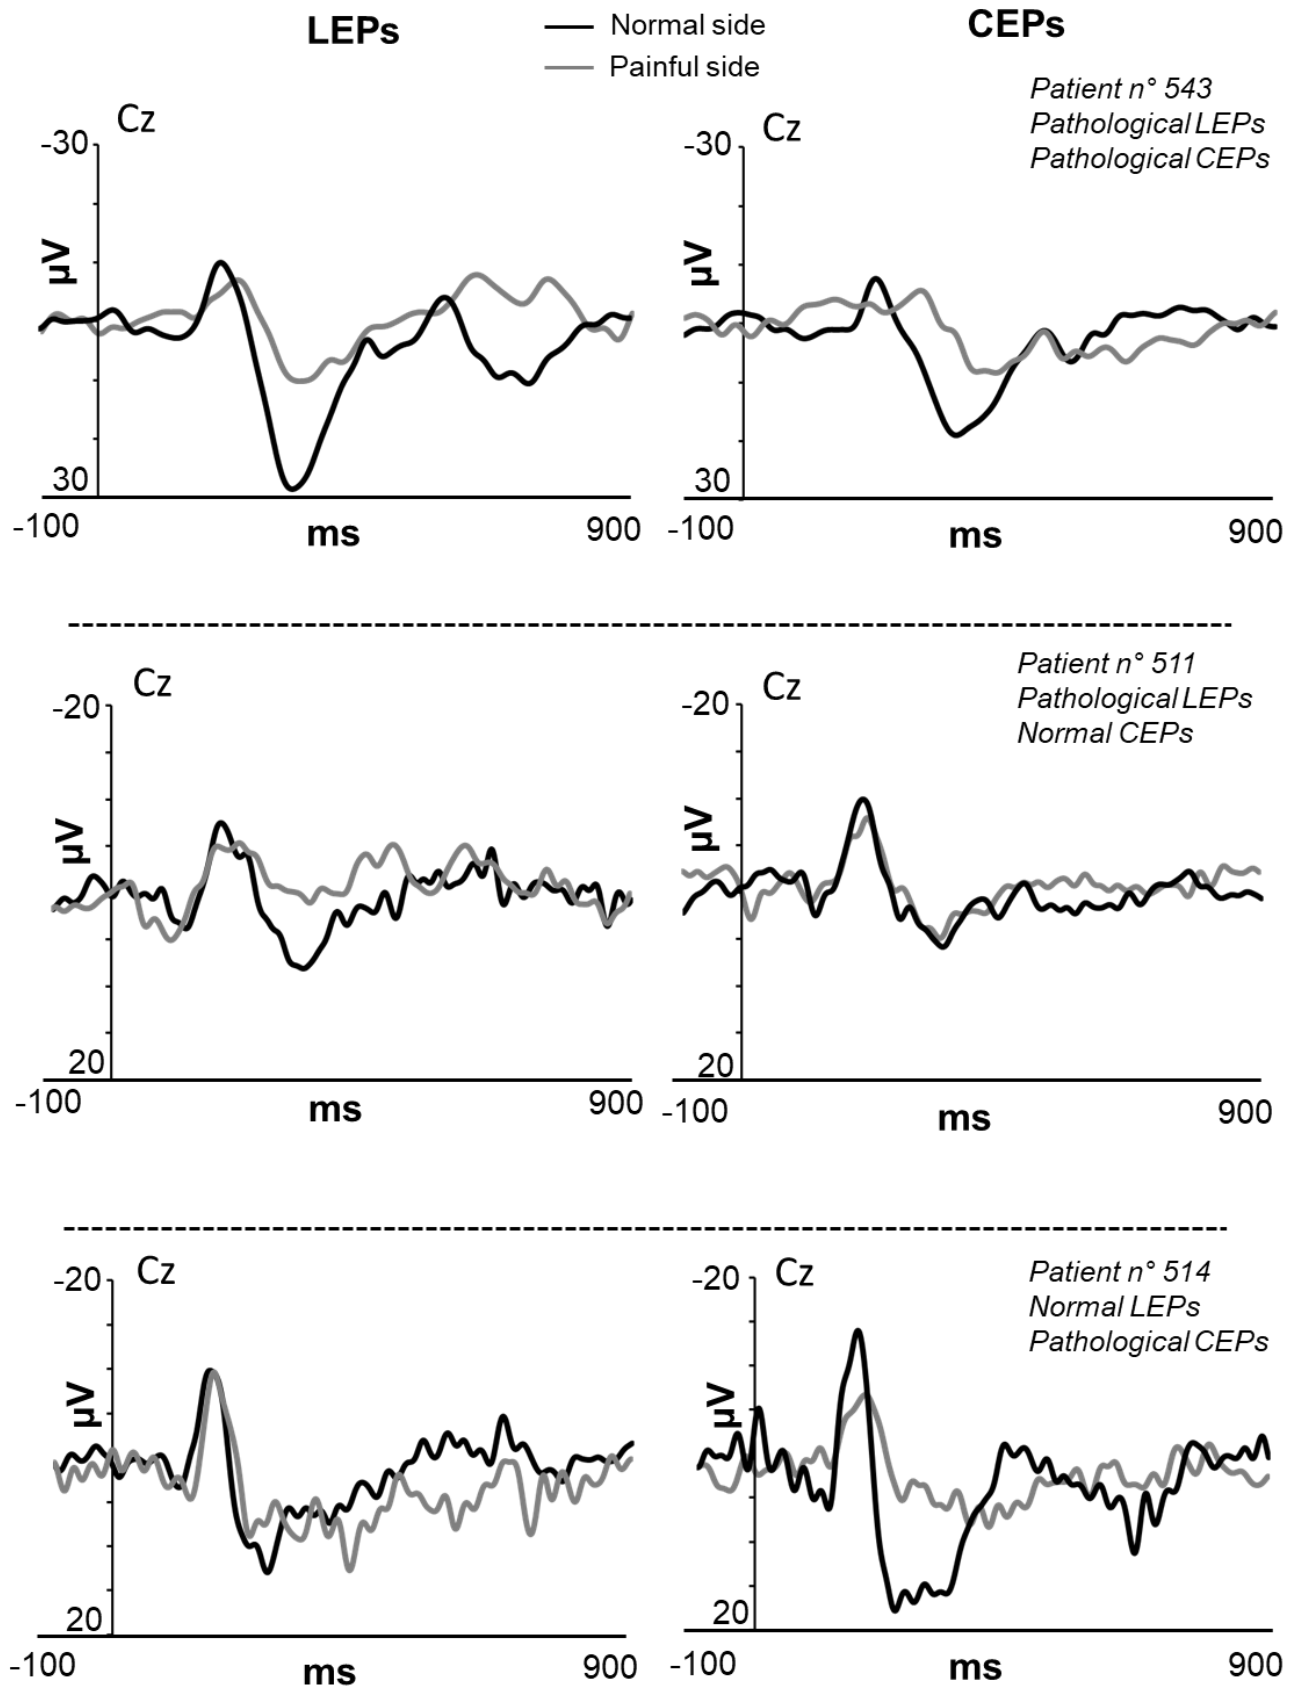 LEPs
Normal side
Painful side
CEPs
Patient n° 543
Pathological LEPs
Pathological CEPs
Cz
-30
µV
30
-100
ms
900
Cz
-30
µV
30
-100
ms
900
Patient n° 511
Pathological LEPs
Normal CEPs
Cz
-20
µV
20
-100
ms
900
Cz
-20
µV
20
-100
ms
900
Patient n° 514
Normal LEPs
Pathological CEPs
Cz
-20
µV
20
-100
ms
900
Cz
-20
µV
20
-100
ms
900